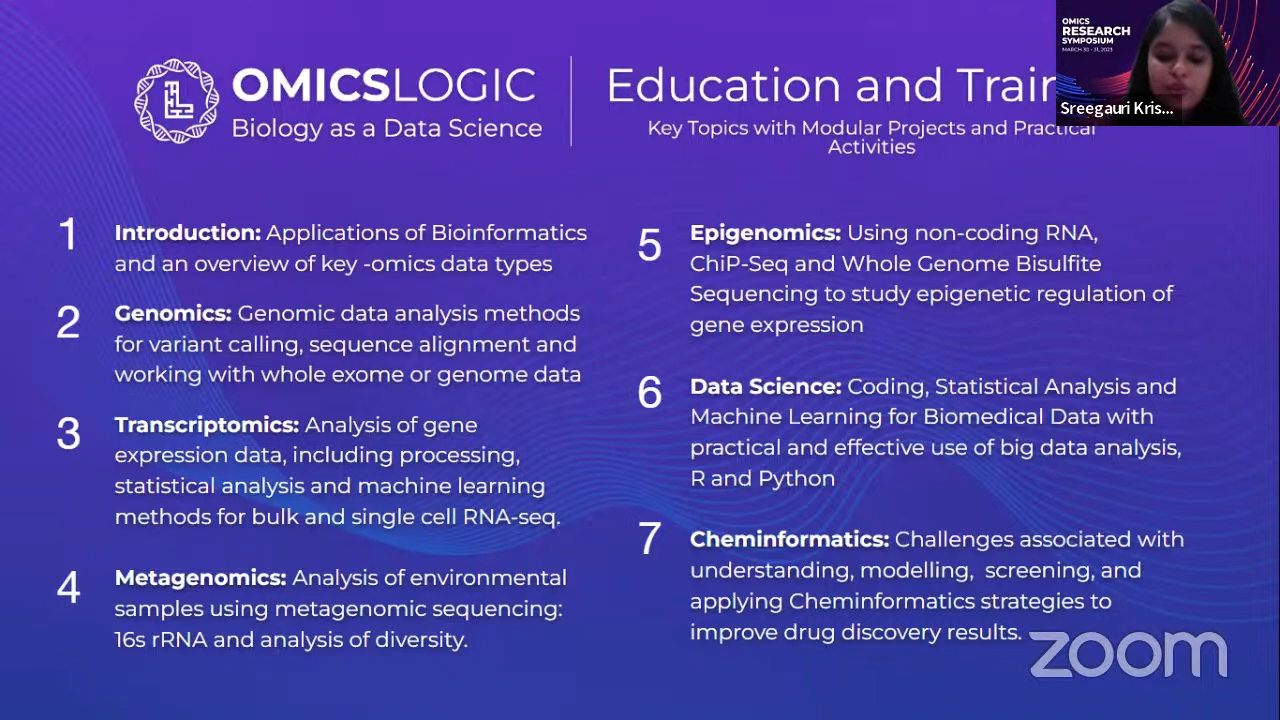 OMICSLOGIC
Biology as a Data Science
Education and Train
Key Topics with Modular Projects and Practical
Activities
OMICS
RESEARCH
SYMPOSIUM
MARCH 30 - 31, 2023
Sreegauri Kris...
1
Introduction: Applications of Bioinformatics
and an overview of key -omics data types
2
Genomics: Genomic data analysis methods
for variant calling, sequence alignment and
working with whole exome or genome data
3
Transcriptomics: Analysis of gene
expression data, including processing,
statistical analysis and machine learning
methods for bulk and single cell RNA-seq.
4
Metagenomics: Analysis of environmental
samples using metagenomic sequencing:
16s rRNA and analysis of diversity.
5
Epigenomics: Using non-coding RNA,
ChiP-Seq and Whole Genome Bisulfite
Sequencing to study epigenetic regulation of
gene expression
6
Data Science: Coding, Statistical Analysis and
Machine Learning for Biomedical Data with
practical and effective use of big data analysis,
R and Python
7
Cheminformatics: Challenges associated with
understanding, modelling,  screening, and
applying Cheminformatics strategies to
improve drug discovery results.
zoom